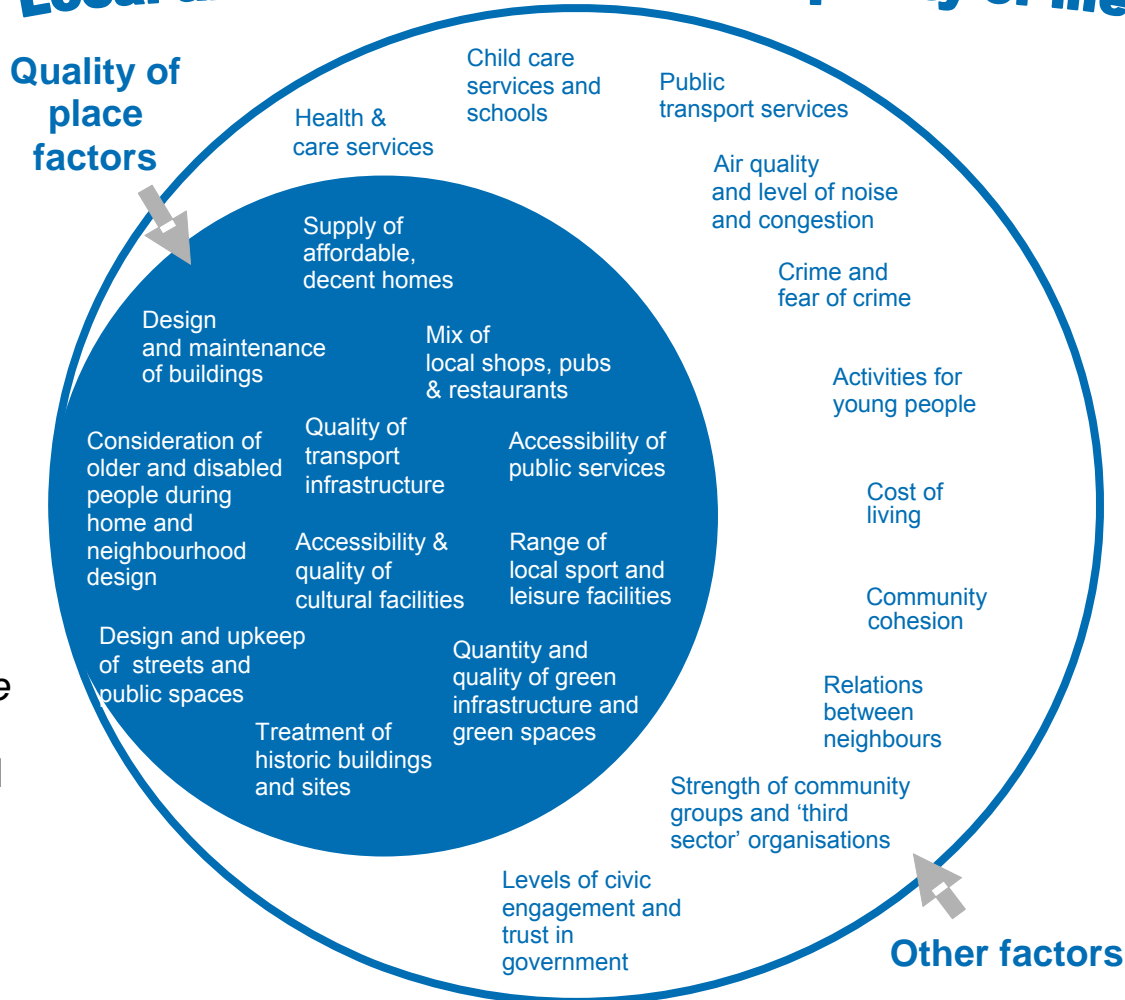 Local
quality of life
Quality of
place
factors
Child care
services and
schools
Public
transport services
Health &
care services
Air quality
and level of noise
and congestion
Supply of
affordable,
decent homes
Crime and
fear of crime
Design
and maintenance
of buildings
Mix of
local shops, pubs
& restaurants
Activities for
young people
Consideration of
older and disabled
people during
home and
neighbourhood
design
Quality of
transport
infrastructure
Accessibility of
public services
Cost of
living
Accessibility &
quality of
cultural facilities
Range of
local sport and
leisure facilities
Community
cohesion
Design and upkeep
of streets and
public spaces
Quantity and
quality of green
infrastructure and
green spaces
Relations
between
neighbours
Treatment of
historic buildings
and sites
Strength of community
groups and ‘third
sector’ organisations
Levels of civic
engagement and
trust in
government
Other factors